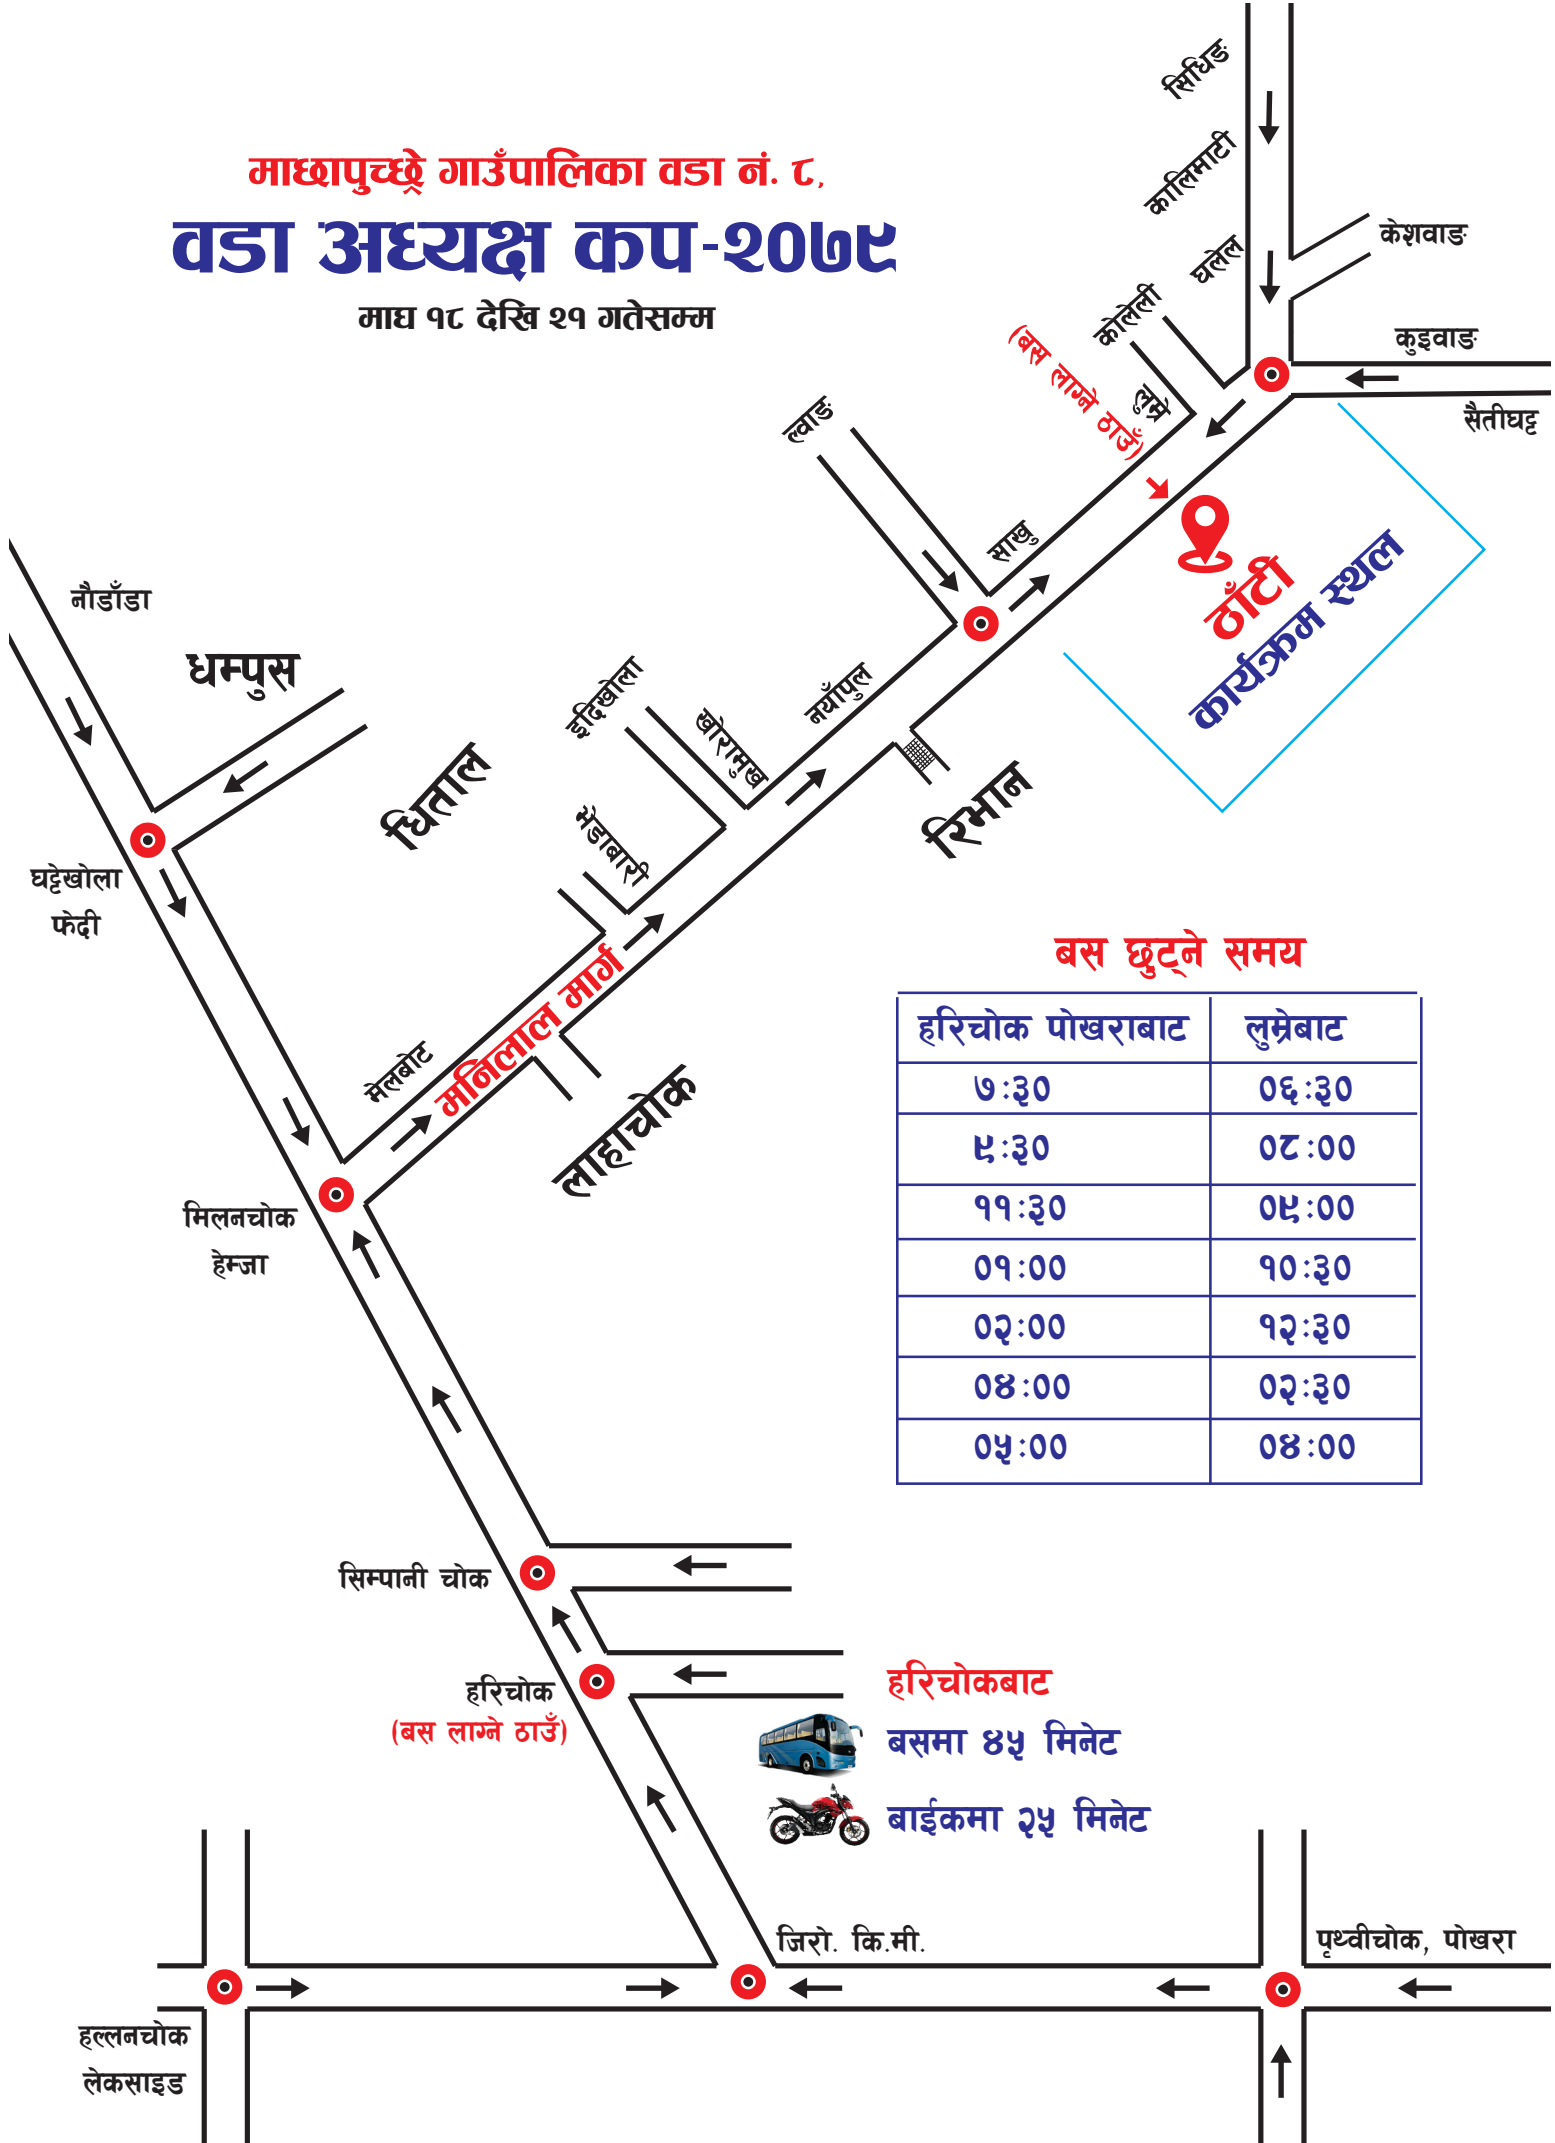 माछापुच्छ्रे गाउँपालिका वडा नं. ८,
वडा अध्यक्ष कप-२०७९
माघ १८ देखि २१ गतेसम्म
सिधिङ
कालिमाटी
घलेल
केशवाङ
कोलेली
कुइवाङ
(बस लाग्ने ठाउँ)
लुम्रे
सैतीघट्ट
ल्वाङ
साखु
ठाँटी
कार्यक्रम स्थल
नौडाँडा
धम्पुस
इदिखोला
खोरामुख
नयाँपुल
धिताल
भेडाबारी
रिभान
घट्टेखोला
फेदी
मनिलाल मार्ग
मेलबोट
लाहाचोक
बस छुट्ने समय
हरिचोक पोखराबाट लुम्रेबाट
७:३० ०६:३०
९:३० ०८:००
११:३० ०९:००
०१:०० १०:३०
०२:०० १२:३०
०४:०० ०२:३०
०५:०० ०४:००
मिलनचोक
हेम्जा
सिम्पानी चोक
हरिचोक
(बस लाग्ने ठाउँ)
हरिचोकबाट
बसमा ४५ मिनेट
बाईकमा २५ मिनेट
जिरो. कि.मी.
पृथ्वीचोक, पोखरा
हल्लनचोक
लेकसाइड